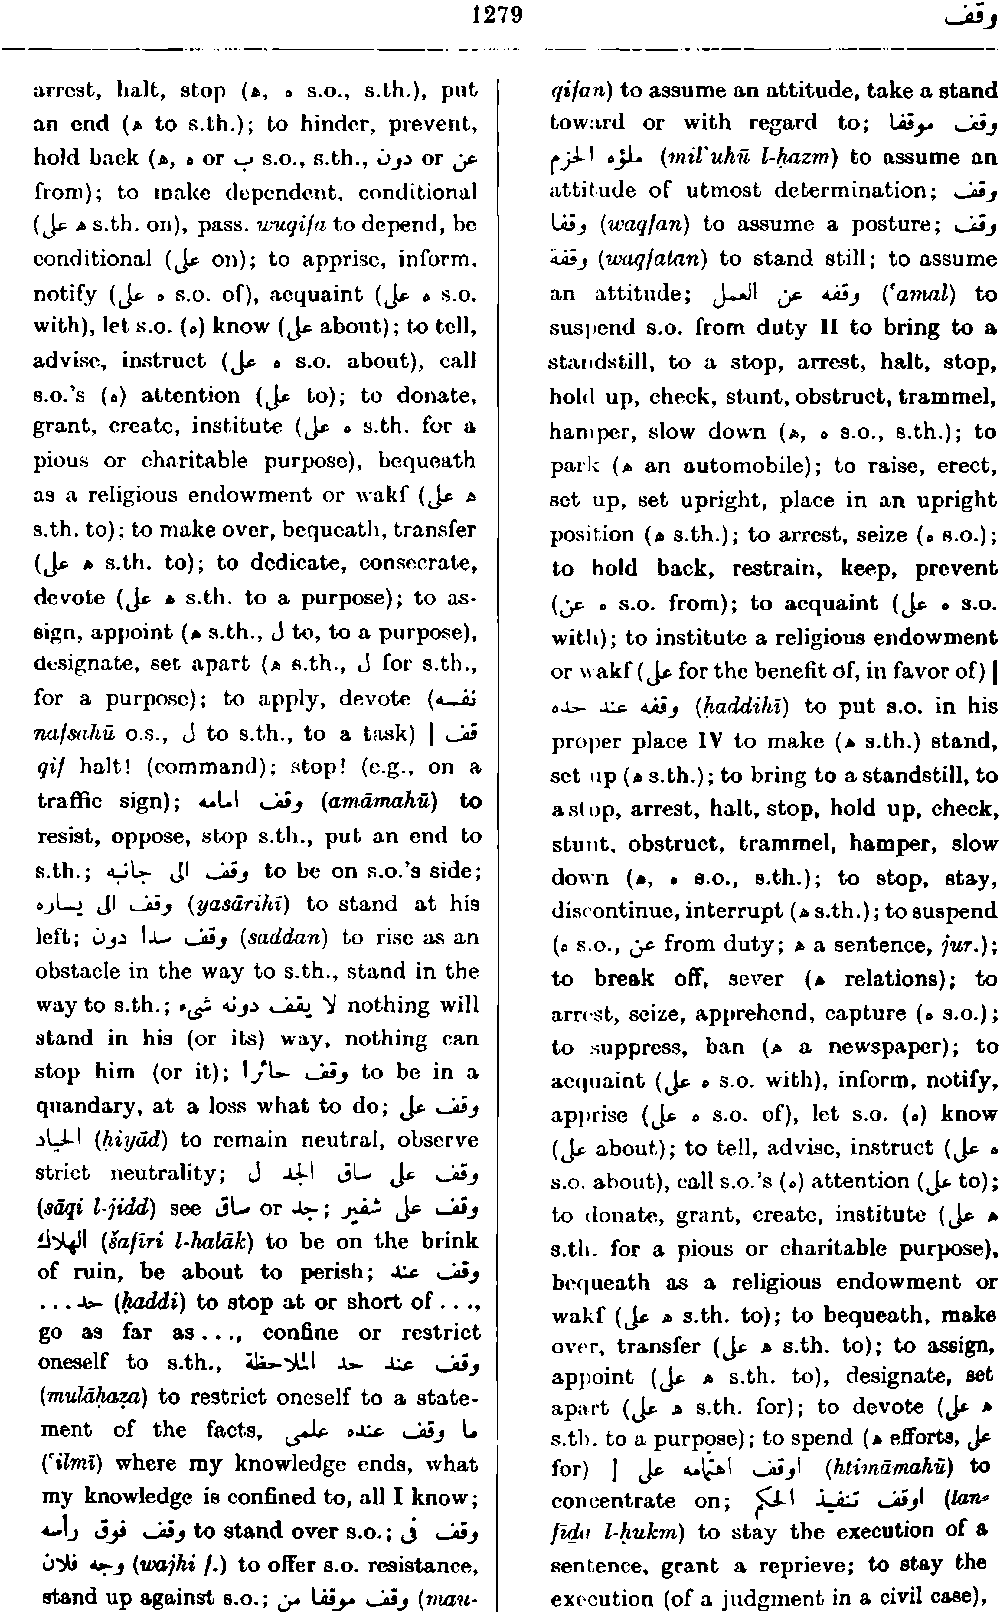 1279
وقف
arrest, halt, stop (ه, ه s.o., s.th.), put
an end (ه to s.th.); to hinder, prevent,
hold back (ه, ه or ب s.o., s.th., دون or عن
from); to make dependent, conditional
(ه على s.th. on), pass. wuqifa to depend, be
conditional (على on); to apprise, inform,
notify (ه على s.o. of), acquaint (ه على s.o.
with), let s.o. (ه) know (على about); to tell,
advise, instruct (ه على s.o. about), call
s.o.'s (ه) attention (على to); to donate,
grant, create, institute (ه على s.th. for a
pious or charitable purpose), bequeath
as a religious endowment or wakf (ه على
s.th. to); to make over, bequeath, transfer
(ه على s.th. to); to dedicate, consecrate,
devote (ه على s.th. to a purpose); to as-
sign, appoint (ه s.th., ل to, to a purpose),
designate, set apart (ه s.th., ل for s.th.,
for a purpose); to apply, devote (نفسه
nafsahū o.s., ل to s.th., to a task) | قف
qif halt! (command); stop! (e.g., on a
traffic sign); وقف امامه (amāmahū) to
resist, oppose, stop s.th., put an end to
s.th.; وقف الى جانبه to be on s.o.'s side;
وقف الى يساره (yasārihī) to stand at his
left; وقف سدا دون (saddan) to rise as an
obstacle in the way to s.th., stand in the
way to s.th.; لا يقف دونه شىء nothing will
stand in his (or its) way, nothing can
stop him (or it); وقف حائرا to be in a
quandary, at a loss what to do; وقف على
الحياد (ḥiyād) to remain neutral, observe
strict neutrality; وقف على ساق الجد ل
(sāqi l-jidd) see ساق or جد; وقف على شفير
الهلاك (šafīri l-halāk) to be on the brink
of ruin, be about to perish; وقف عند
حد... (ḥaddi) to stop at or short of ...,
go as far as ..., confine or restrict
oneself to s.th., وقف عند حد الملاحظة
(mulāḥaẓa) to restrict oneself to a state-
ment of the facts, ما وقف عنده علمى
(ʿilmī) where my knowledge ends, what
my knowledge is confined to, all I know;
وقف فوق رأسه to stand over s.o.; وقف فى
وجه فلان (wajhi f.) to offer s.o. resistance,
stand up against s.o.; وقف موقفا من (mau-
qifan) to assume an attitude, take a stand
toward or with regard to; وقف موقفا
ملؤه الحزم (milʾuhū l-ḥazm) to assume an
attitude of utmost determination; وقف
وقفا (waqfan) to assume a posture; وقف
وقفة (waqfatan) to stand still; to assume
an attitude; وقفه عن العمل (ʿamal) to
suspend s.o. from duty II to bring to a
standstill, to a stop, arrest, halt, stop,
hold up, check, stunt, obstruct, trammel,
hamper, slow down (ه, ه s.o., s.th.); to
park (ه an automobile); to raise, erect,
set up, set upright, place in an upright
position (ه s.th.); to arrest, seize (ه s.o.);
to hold back, restrain, keep, prevent
(ه عن s.o. from); to acquaint (ه على s.o.
with); to institute a religious endowment
or wakf (على for the benefit of, in favor of) |
وقفه عند حده (ḥaddihī) to put s.o. in his
proper place IV to make (ه s.th.) stand,
set up (ه s.th.); to bring to a standstill, to
a stop, arrest, halt, stop, hold up, check,
stunt, obstruct, trammel, hamper, slow
down (ه, ه s.o., s.th.); to stop, stay,
discontinue, interrupt (ه s.th.); to suspend
(ه s.o., عن from duty; ه a sentence, jur.);
to break off, sever (ه relations); to
arrest, seize, apprehend, capture (ه s.o.);
to suppress, ban (ه a newspaper); to
acquaint (ه على s.o. with), inform, notify,
apprise (ه على s.o. of), let s.o. (ه) know
(على about); to tell, advise, instruct (ه على
s.o. about), call s.o.'s (ه) attention (على to);
to donate, grant, create, institute (ه على
s.th. for a pious or charitable purpose),
bequeath as a religious endowment or
wakf (ه على s.th. to); to bequeath, make
over, transfer (ه على s.th. to); to assign,
appoint (ه على s.th. to), designate, set
apart (ه على s.th. for); to devote (ه على
s.th. to a purpose); to spend (ه efforts, على
for) | اوقف اهتمامه على (htimāmahū) to
concentrate on; اوقف تنفيذ الحكم (tan-
fīḏa l-ḥukm) to stay the execution of a
sentence, grant a reprieve; to stay the
execution (of a judgment in a civil case),